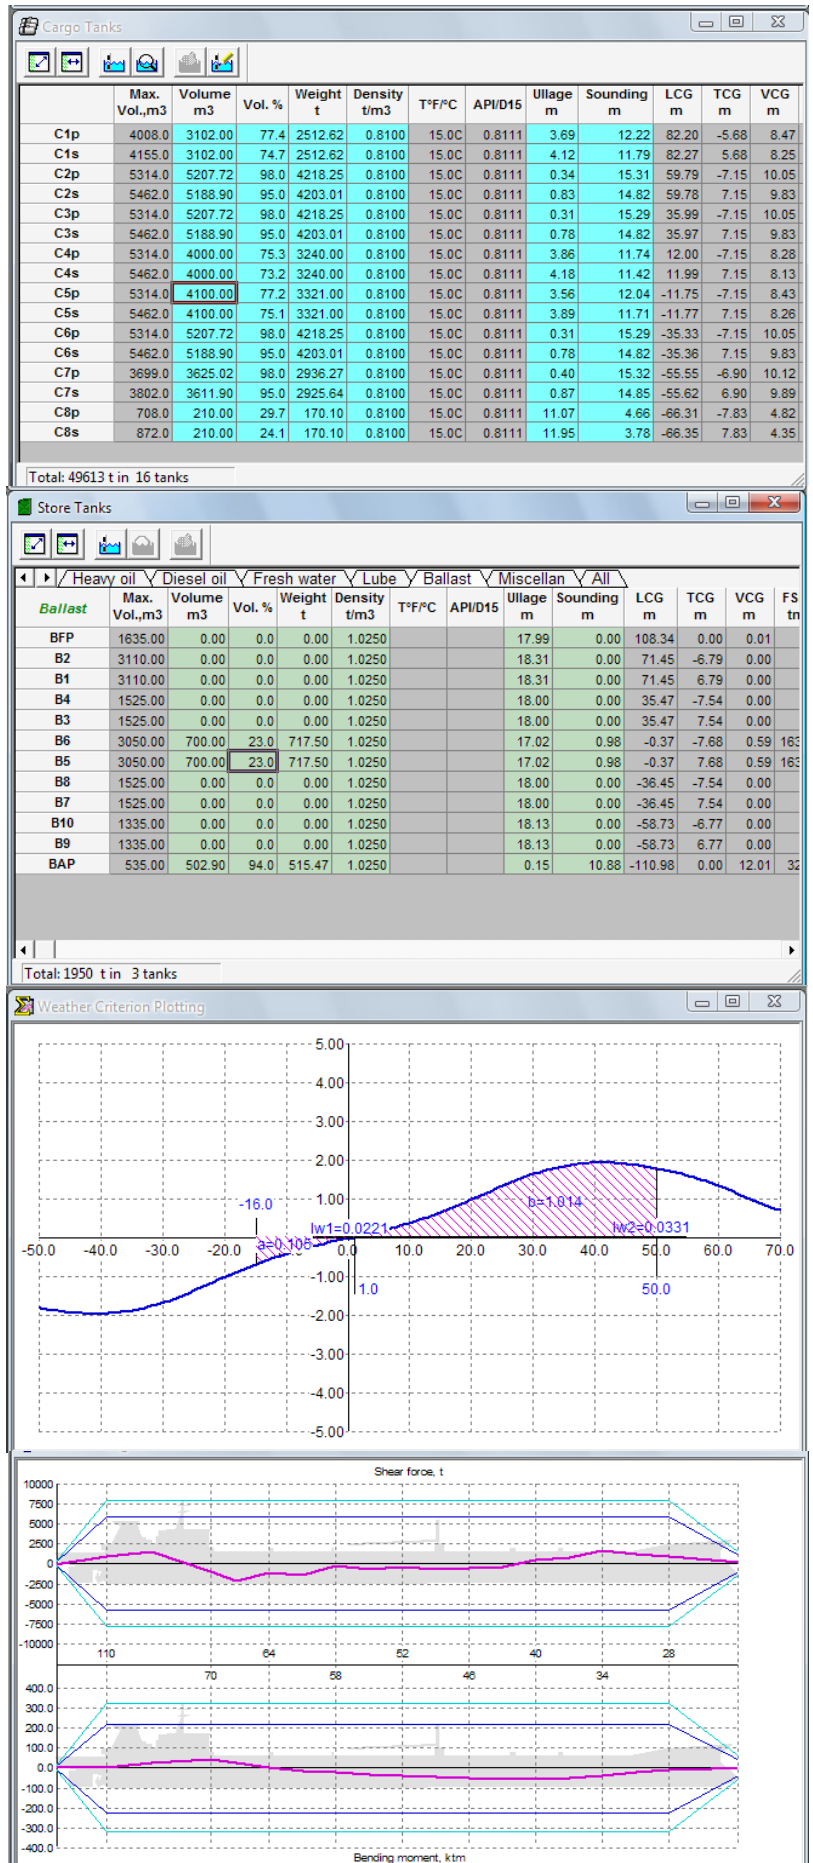 Cargo Tanks
Max. Vol.,m3 Volume m3 Vol. % Weight t Density t/m3 T°F/°C API/D15 Ullage m Sounding m LCG m TCG m VCG m
C1p 4008.0 3102.00 77.4 2512.62 0.8100 15.0C 0.8111 3.69 12.22 82.20 -5.68 8.47
C1s 4155.0 3102.00 74.7 2512.62 0.8100 15.0C 0.8111 4.12 11.79 82.27 5.68 8.25
C2p 5314.0 5207.72 98.0 4218.25 0.8100 15.0C 0.8111 0.34 15.31 59.79 -7.15 10.05
C2s 5462.0 5188.90 95.0 4203.01 0.8100 15.0C 0.8111 0.83 14.82 59.78 7.15 9.83
C3p 5314.0 5207.72 98.0 4218.25 0.8100 15.0C 0.8111 0.31 15.29 35.99 -7.15 10.05
C3s 5462.0 5188.90 95.0 4203.01 0.8100 15.0C 0.8111 0.78 14.82 35.97 7.15 9.83
C4p 5314.0 4000.00 75.3 3240.00 0.8100 15.0C 0.8111 3.86 11.74 12.00 -7.15 8.28
C4s 5462.0 4000.00 73.2 3240.00 0.8100 15.0C 0.8111 4.18 11.42 11.99 7.15 8.13
C5p 5314.0 4100.00 77.2 3321.00 0.8100 15.0C 0.8111 3.56 12.04 -11.75 -7.15 8.43
C5s 5462.0 4100.00 75.1 3321.00 0.8100 15.0C 0.8111 3.89 11.71 -11.77 7.15 8.26
C6p 5314.0 5207.72 98.0 4218.25 0.8100 15.0C 0.8111 0.31 15.29 -35.33 -7.15 10.05
C6s 5462.0 5188.90 95.0 4203.01 0.8100 15.0C 0.8111 0.78 14.82 -35.36 7.15 9.83
C7p 3699.0 3625.02 98.0 2936.27 0.8100 15.0C 0.8111 0.40 15.32 -55.55 -6.90 10.12
C7s 3802.0 3611.90 95.0 2925.64 0.8100 15.0C 0.8111 0.87 14.85 -55.62 6.90 9.89
C8p 708.0 210.00 29.7 170.10 0.8100 15.0C 0.8111 11.07 4.66 -66.31 -7.83 4.82
C8s 872.0 210.00 24.1 170.10 0.8100 15.0C 0.8111 11.95 3.78 -66.35 7.83 4.35
Total: 49613 t in 16 tanks
Store Tanks
Heavy oil Diesel oil Fresh water Lube Ballast Miscellan All
Ballast Max. Vol.,m3 Volume m3 Vol. % Weight t Density t/m3 T°F/°C API/D15 Ullage m Sounding m LCG m TCG m VCG m FS
BFP 1635.00 0.00 0.0 0.00 1.0250 17.99 0.00 108.34 0.00 0.01
B2 3110.00 0.00 0.0 0.00 1.0250 18.31 0.00 71.45 -6.79 0.00
B1 3110.00 0.00 0.0 0.00 1.0250 18.31 0.00 71.45 6.79 0.00
B4 1525.00 0.00 0.0 0.00 1.0250 18.00 0.00 35.47 -7.54 0.00
B3 1525.00 0.00 0.0 0.00 1.0250 18.00 0.00 35.47 7.54 0.00
B6 3050.00 700.00 23.0 717.50 1.0250 17.02 0.98 -0.37 -7.68 0.59 163
B5 3050.00 700.00 23.0 717.50 1.0250 17.02 0.98 -0.37 7.68 0.59 163
B8 1525.00 0.00 0.0 0.00 1.0250 18.00 0.00 -36.45 -7.54 0.00
B7 1525.00 0.00 0.0 0.00 1.0250 18.00 0.00 -36.45 7.54 0.00
B10 1335.00 0.00 0.0 0.00 1.0250 18.13 0.00 -58.73 -6.77 0.00
B9 1335.00 0.00 0.0 0.00 1.0250 18.13 0.00 -58.73 6.77 0.00
BAP 535.00 502.90 94.0 515.47 1.0250 0.15 10.88 -110.98 0.00 12.01 32
Total: 1950 t in 3 tanks
Weather Criterion Plotting
5.00
4.00
3.00
2.00
1.00
-16.0
b=1.014
lw1=0.0221
lw2=0.0331
a=0.105
-50.0 -40.0 -30.0 -20.0 0.0 10.0 20.0 30.0 40.0 50.0 60.0 70.0
-1.00
1.0
50.0
-2.00
-3.00
-4.00
-5.00
Shear force, t
10000
7500
5000
2500
0
-2500
-5000
-7500
-10000
110 64 52 40 28
70 58 46 34
400.0
300.0
200.0
100.0
0.0
-100.0
-200.0
-300.0
-400.0
Bending moment, ktm